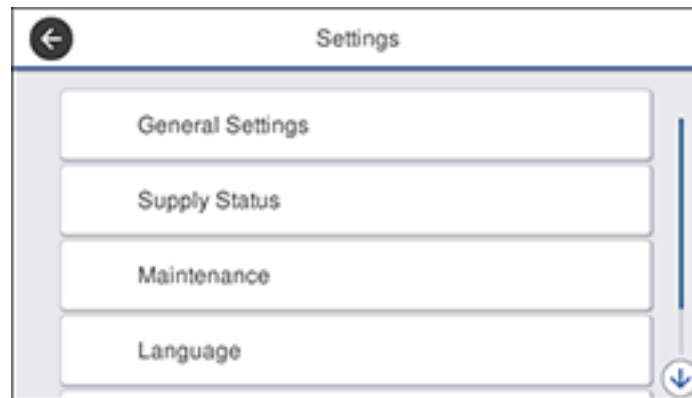 Settings
General Settings
Supply Status
Maintenance
Language